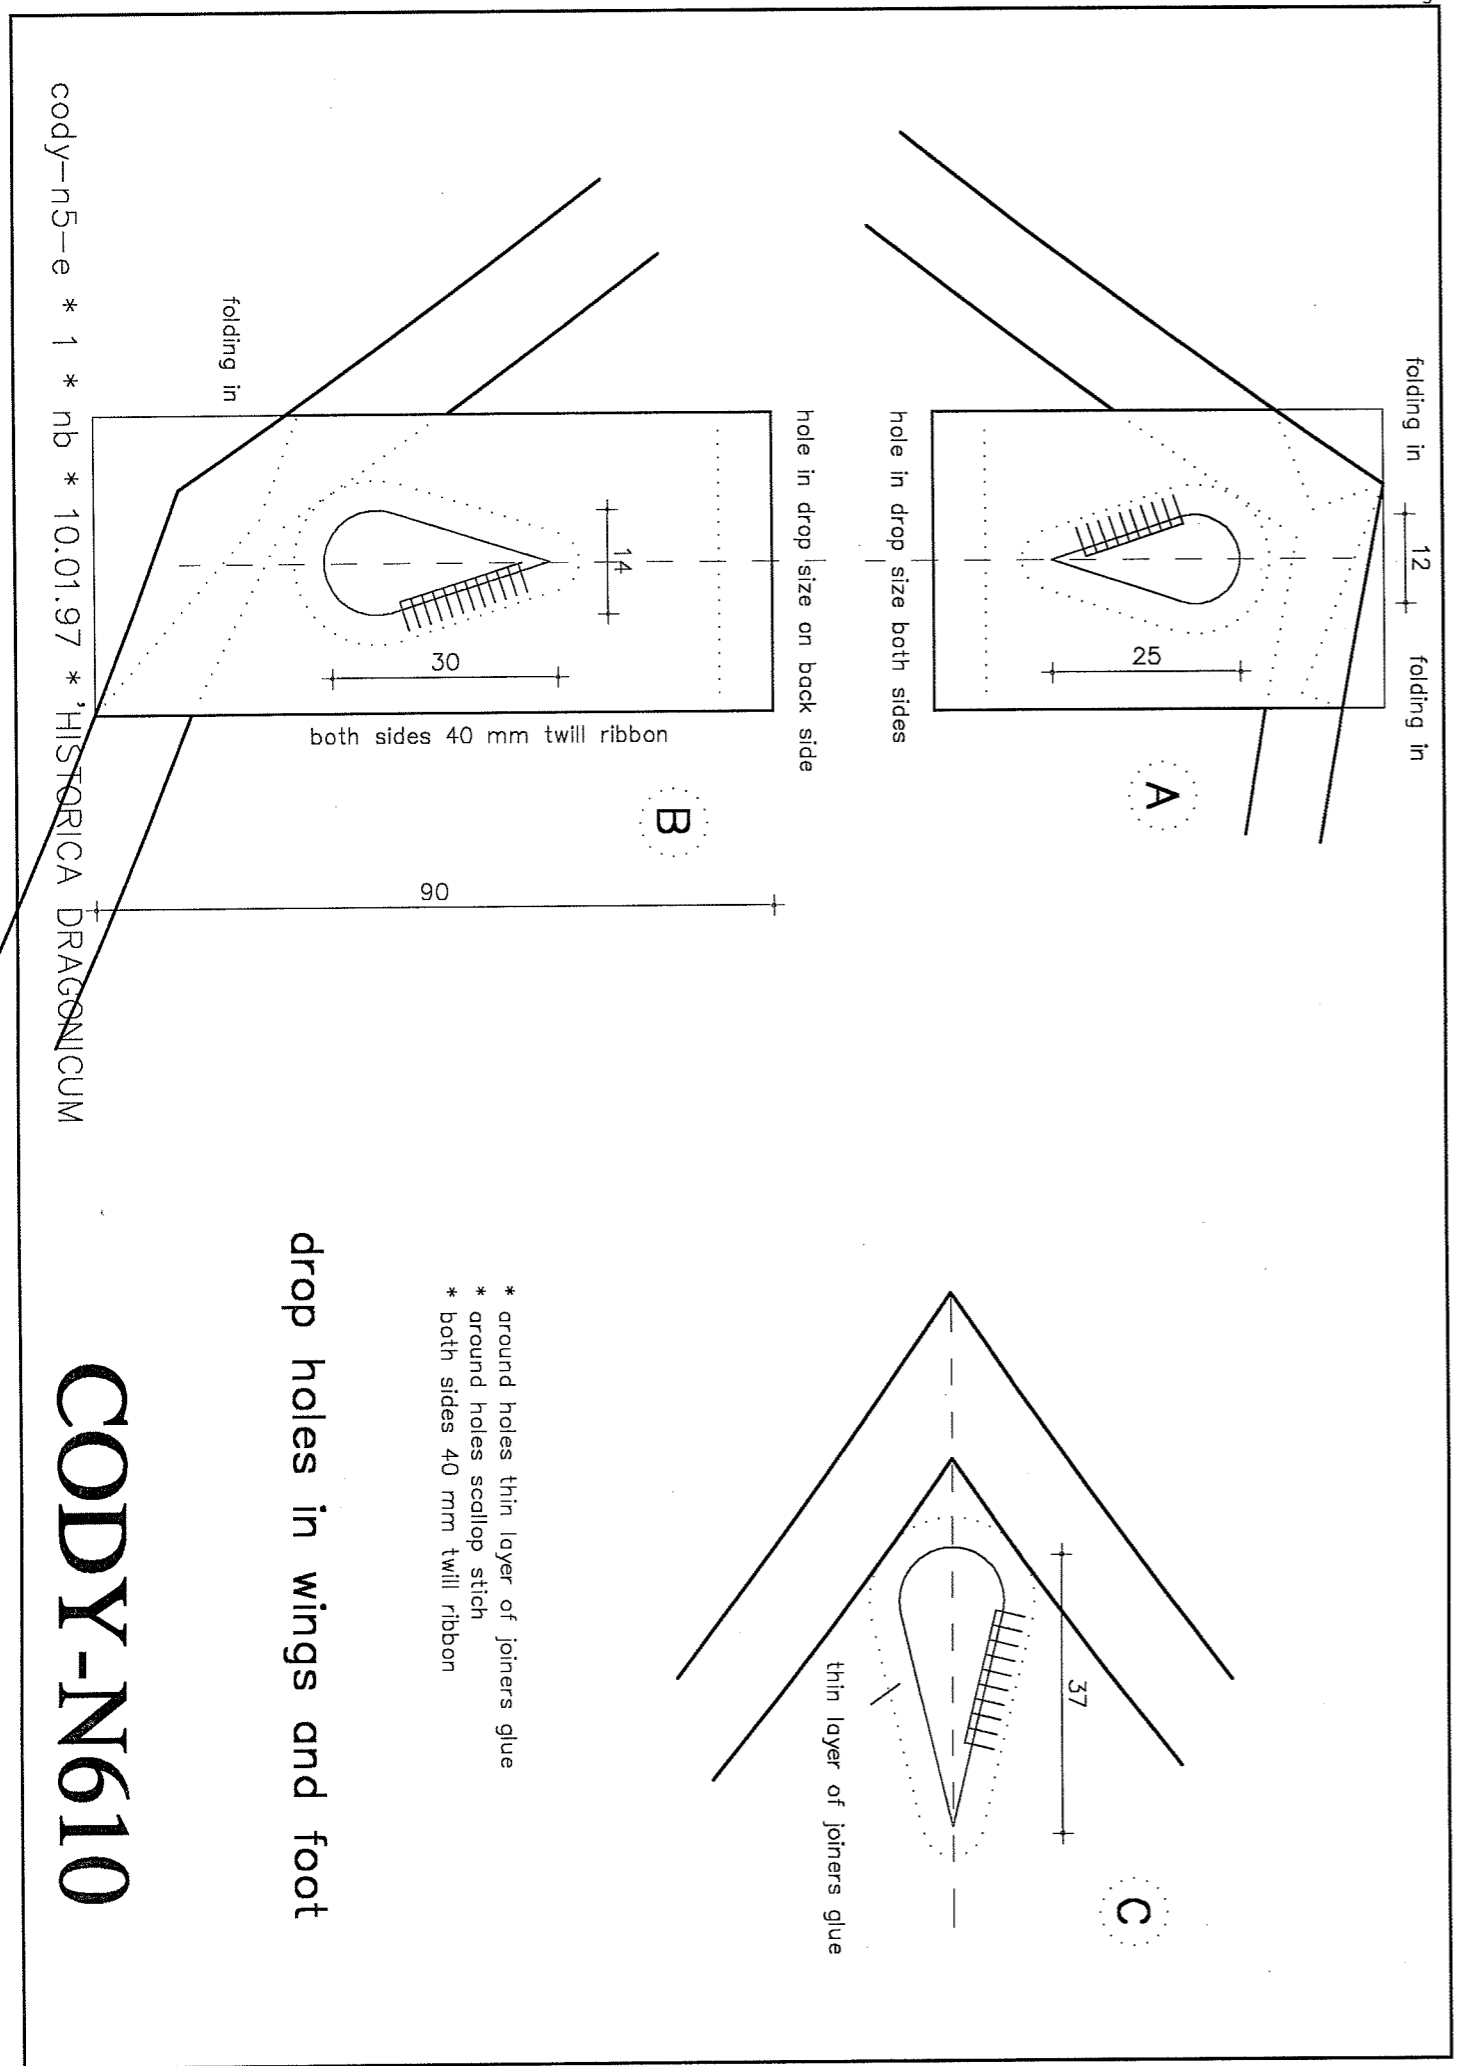 folding in
12
folding in
25
A
hole in drop size both sides
hole in drop size on back side
14
30
both sides 40 mm twill ribbon
B
90
folding in
37
C
thin layer of joiners glue
* around holes thin layer of joiners glue
* around holes scallop stich
* both sides 40 mm twill ribbon
drop holes in wings and foot
cody-n5-e * 1 * nb * 10.01.97 * 'HISTORICA DRAGONICUM
CODY-N610